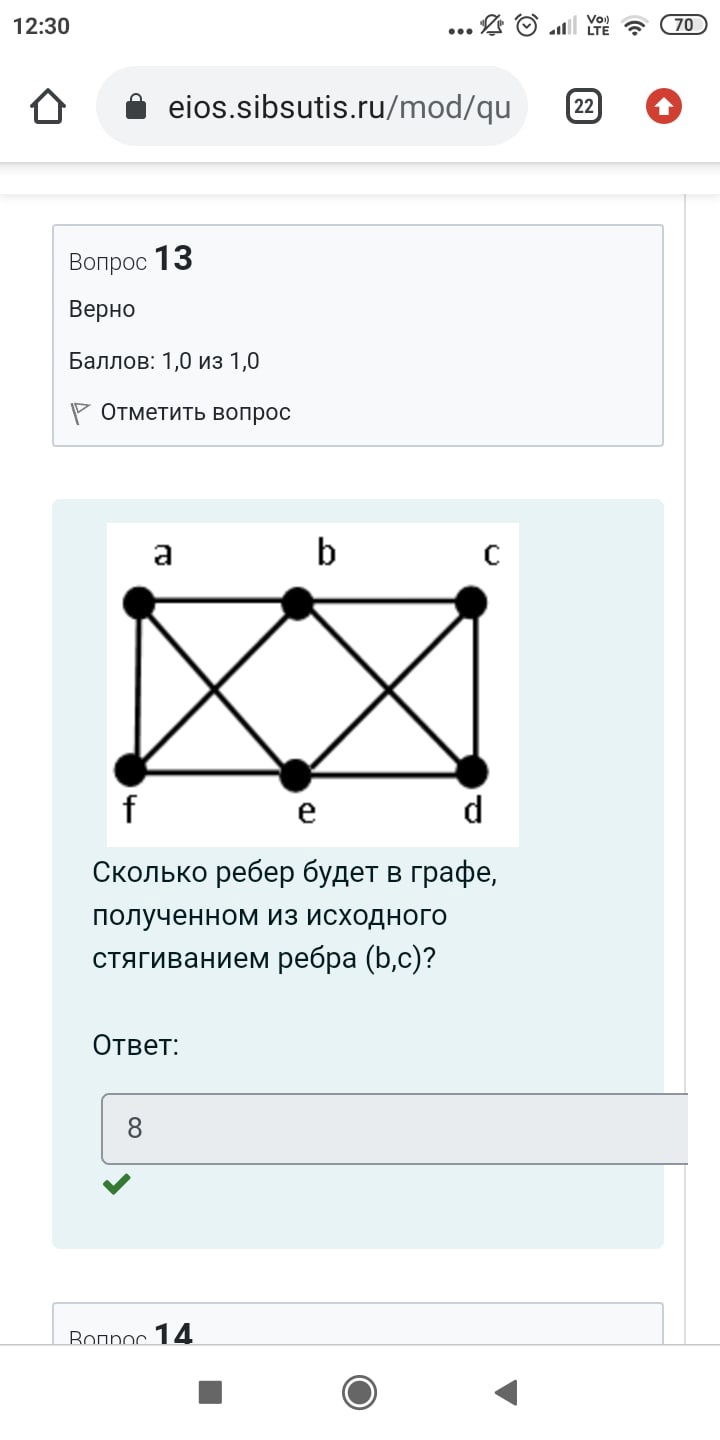 12:30
Vo))
LTE
70
eios.sibsutis.ru/mod/qu
22
Вопрос 13
Верно
Баллов: 1,0 из 1,0
Отметить вопрос
a b c
f e d
Сколько ребер будет в графе,
полученном из исходного
стягиванием ребра (b,c)?
Ответ:
8
Вопрос 14